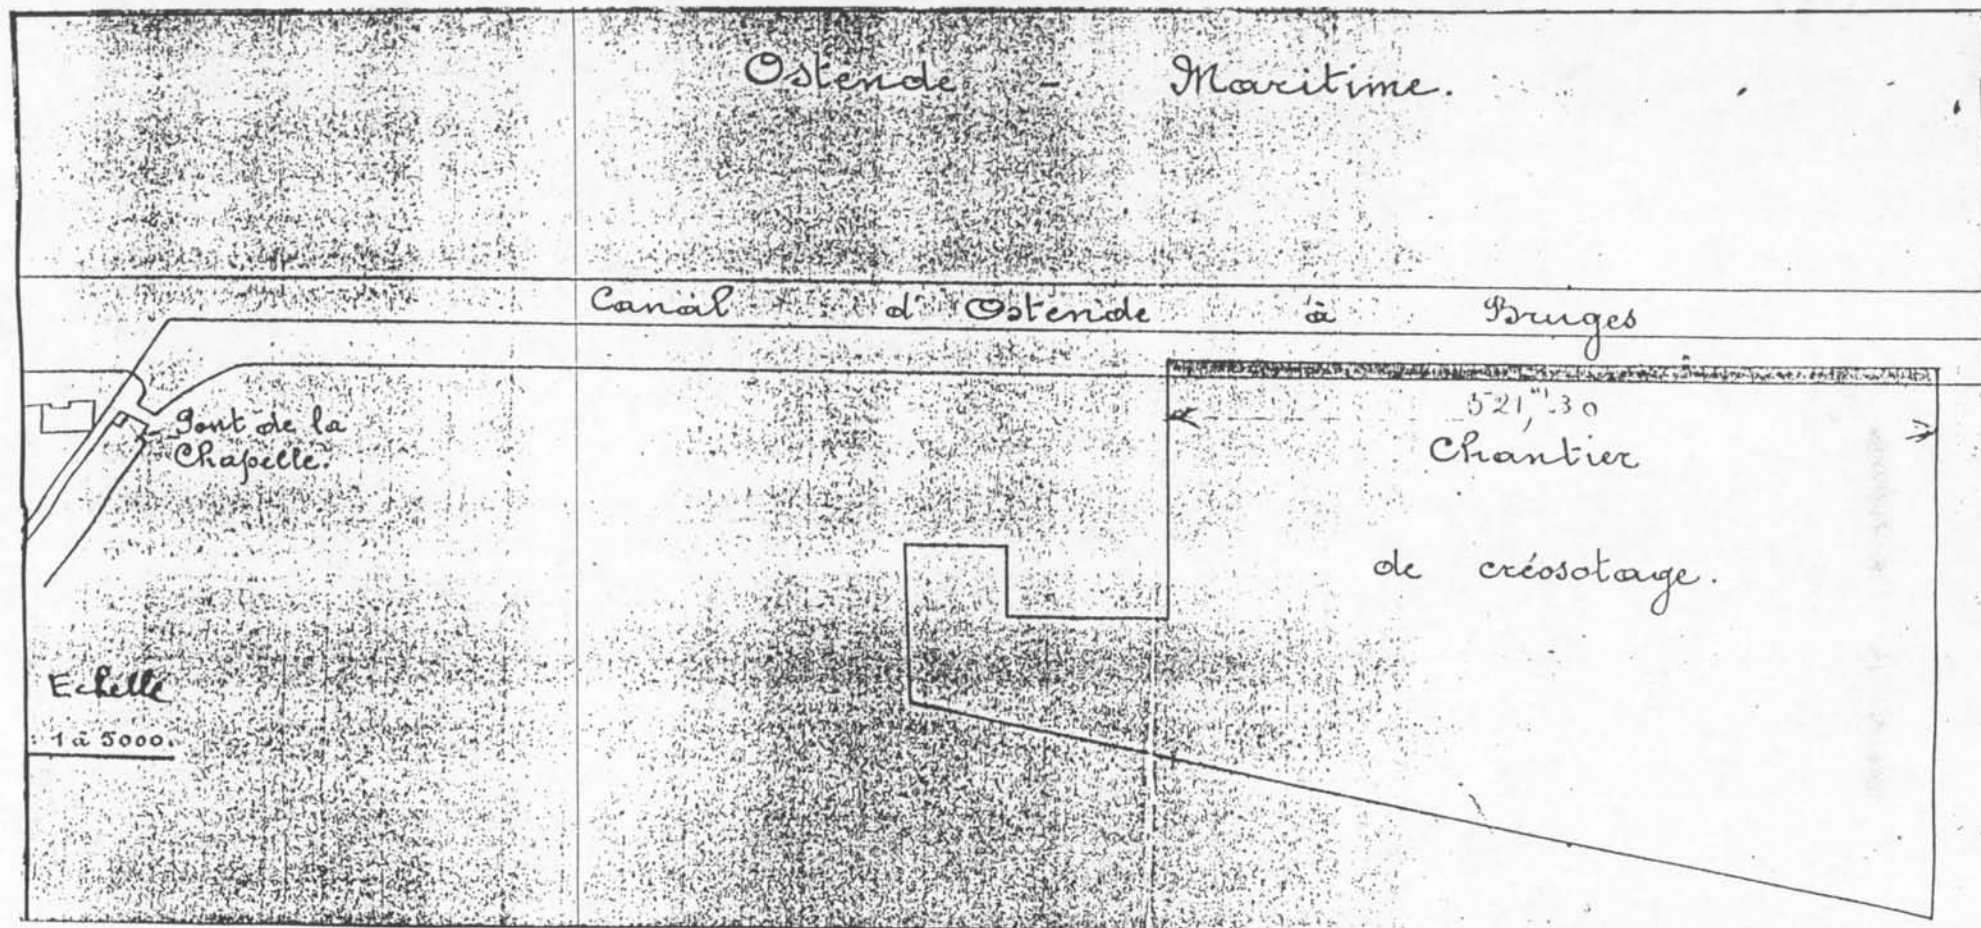 Ostende - Maritime.
Canal d'Ostende à Bruges
Pont de la
Chapelle.
521,m30
Chantier
de créosotage.
Echelle
1 à 5000.